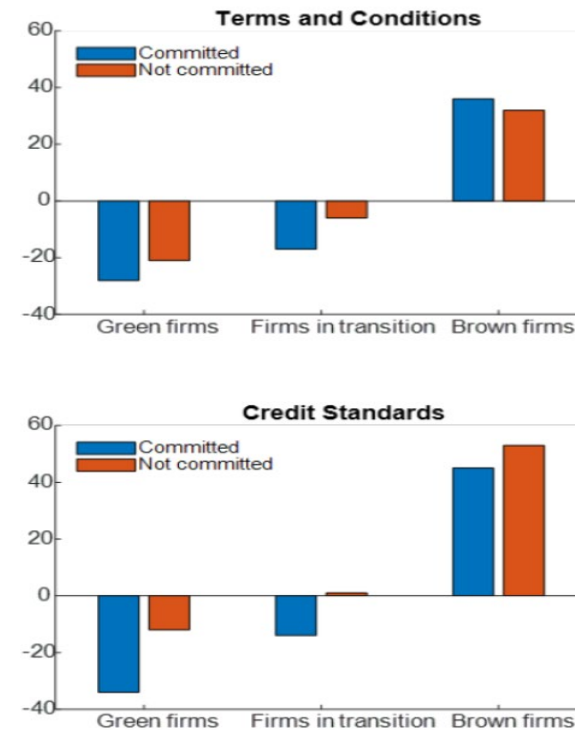 Terms and Conditions
60
Committed
Not committed
40
20
0
-20
-40
Green firms Firms in transition Brown firms
Credit Standards
60
Committed
Not committed
40
20
0
-20
-40
Green firms Firms in transition Brown firms